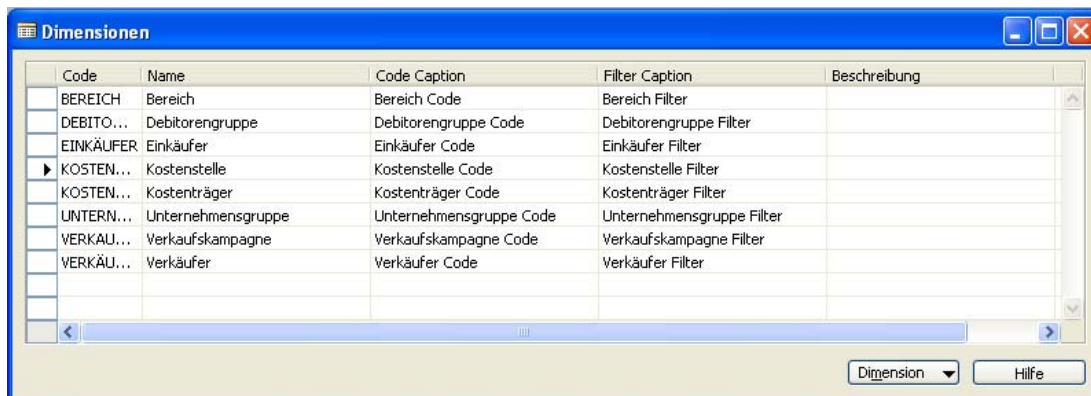 Dimensionen
Code Name Code Caption Filter Caption Beschreibung
BEREICH Bereich Bereich Code Bereich Filter
DEBITO... Debitorengruppe Debitorengruppe Code Debitorengruppe Filter
EINKÄUFER Einkäufer Einkäufer Code Einkäufer Filter
KOSTEN... Kostenstelle Kostenstelle Code Kostenstelle Filter
KOSTEN... Kostenträger Kostenträger Code Kostenträger Filter
UNTERN... Unternehmensgruppe Unternehmensgruppe Code Unternehmensgruppe Filter
VERKAU... Verkaufskampagne Verkaufskampagne Code Verkaufskampagne Filter
VERKÄU... Verkäufer Verkäufer Code Verkäufer Filter
Dimension Hilfe